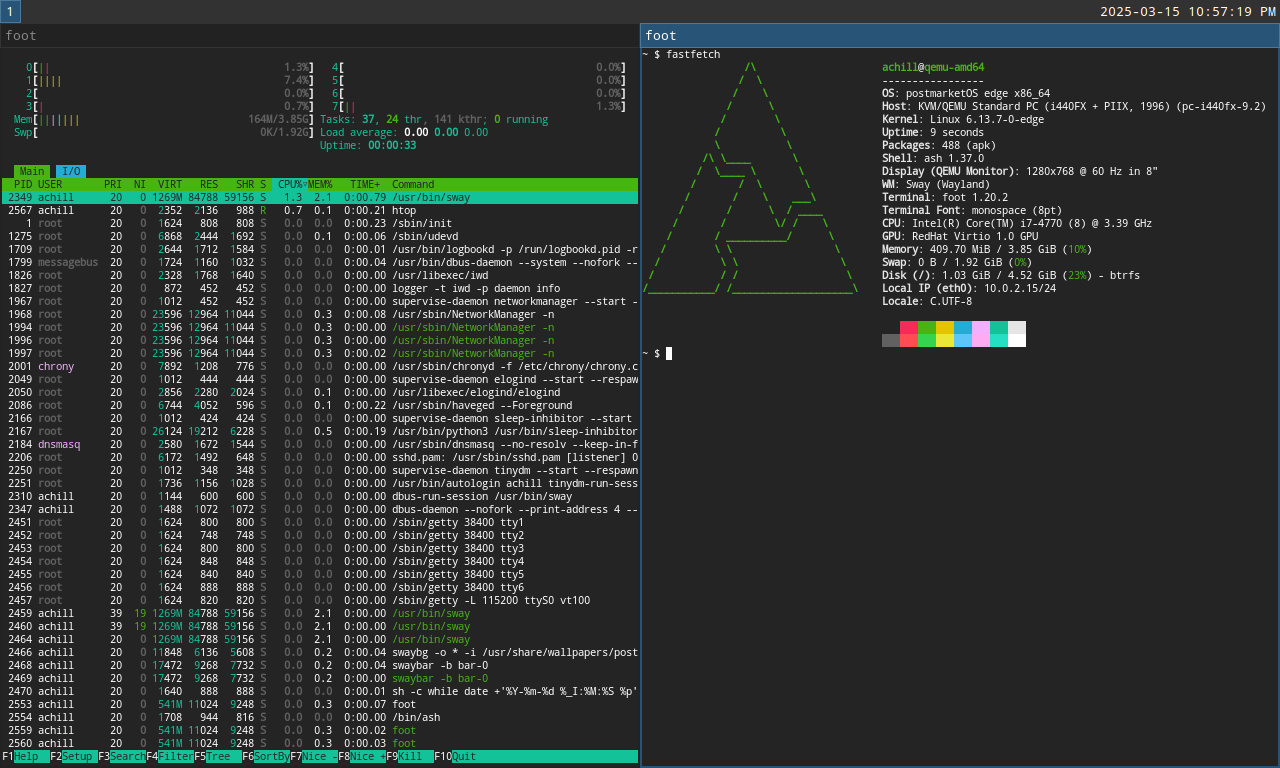 1
2025-03-15 10:57:19 PM
foot
0[|| 1.3%] 4[ 0.0%]
1[|||| 7.4%] 5[ 0.0%]
2[ 0.0%] 6[ 0.0%]
3[| 0.7%] 7[|| 1.3%]
Mem[||||||| 164M/3.85G] Tasks: 37, 24 thr, 141 kthr; 0 running
Swp[ 0K/1.92G] Load average: 0.00 0.00 0.00
Uptime: 00:00:33
Main I/O
PID USER PRI NI VIRT RES SHR S CPU%▽MEM% TIME+ Command
2349 achill 20 0 1269M 84788 59156 S 1.3 2.1 0:00.79 /usr/bin/sway
2567 achill 20 0 2352 2136 988 R 0.7 0.1 0:00.21 htop
1 root 20 0 1624 808 808 S 0.0 0.0 0:00.23 /sbin/init
1275 root 20 0 6868 2444 1692 S 0.0 0.1 0:00.06 /sbin/udevd
1709 root 20 0 2644 1712 1584 S 0.0 0.0 0:00.01 /usr/bin/logbookd -p /run/logbookd.pid -r
1799 messagebus 20 0 1724 1160 1032 S 0.0 0.0 0:00.04 /usr/bin/dbus-daemon --system --nofork --
1826 root 20 0 2328 1768 1640 S 0.0 0.0 0:00.00 /usr/libexec/iwd
1827 root 20 0 872 452 452 S 0.0 0.0 0:00.00 logger -t iwd -p daemon info
1967 root 20 0 1012 452 452 S 0.0 0.0 0:00.00 supervise-daemon networkmanager --start -
1968 root 20 0 23596 12964 11044 S 0.0 0.3 0:00.08 /usr/sbin/NetworkManager -n
1994 root 20 0 23596 12964 11044 S 0.0 0.3 0:00.00 /usr/sbin/NetworkManager -n
1996 root 20 0 23596 12964 11044 S 0.0 0.3 0:00.00 /usr/sbin/NetworkManager -n
1997 root 20 0 23596 12964 11044 S 0.0 0.3 0:00.02 /usr/sbin/NetworkManager -n
2001 chrony 20 0 7892 1208 776 S 0.0 0.0 0:00.00 /usr/sbin/chronyd -f /etc/chrony/chrony.c
2049 root 20 0 1012 444 444 S 0.0 0.0 0:00.00 supervise-daemon elogind --start --respaw
2050 root 20 0 2856 2280 2024 S 0.0 0.1 0:00.00 /usr/libexec/elogind/elogind
2086 root 20 0 6744 4052 596 S 0.0 0.1 0:00.22 /usr/sbin/haveged --Foreground
2166 root 20 0 1012 424 424 S 0.0 0.0 0:00.00 supervise-daemon sleep-inhibitor --start
2167 root 20 0 26124 19212 6228 S 0.0 0.5 0:00.19 /usr/bin/python3 /usr/bin/sleep-inhibitor
2184 dnsmasq 20 0 2580 1672 1544 S 0.0 0.0 0:00.00 /usr/sbin/dnsmasq --no-resolv --keep-in-f
2206 root 20 0 6172 1492 648 S 0.0 0.0 0:00.00 sshd.pam: /usr/sbin/sshd.pam [listener] 0
2250 root 20 0 1012 348 348 S 0.0 0.0 0:00.00 supervise-daemon tinydm --start --respawn
2251 root 20 0 1736 1156 1028 S 0.0 0.0 0:00.00 /usr/bin/autologin achill tinydm-run-sess
2310 achill 20 0 1144 600 600 S 0.0 0.0 0:00.00 dbus-run-session /usr/bin/sway
2347 achill 20 0 1488 1072 1072 S 0.0 0.0 0:00.00 dbus-daemon --nofork --print-address 4 --
2451 root 20 0 1624 800 800 S 0.0 0.0 0:00.00 /sbin/getty 38400 tty1
2452 root 20 0 1624 748 748 S 0.0 0.0 0:00.00 /sbin/getty 38400 tty2
2453 root 20 0 1624 800 800 S 0.0 0.0 0:00.00 /sbin/getty 38400 tty3
2454 root 20 0 1624 848 848 S 0.0 0.0 0:00.00 /sbin/getty 38400 tty4
2455 root 20 0 1624 840 840 S 0.0 0.0 0:00.00 /sbin/getty 38400 tty5
2456 root 20 0 1624 888 888 S 0.0 0.0 0:00.00 /sbin/getty 38400 tty6
2457 root 20 0 1624 820 820 S 0.0 0.0 0:00.00 /sbin/getty -L 115200 ttyS0 vt100
2459 achill 39 19 1269M 84788 59156 S 0.0 2.1 0:00.00 /usr/bin/sway
2460 achill 39 19 1269M 84788 59156 S 0.0 2.1 0:00.00 /usr/bin/sway
2464 achill 20 0 1269M 84788 59156 S 0.0 2.1 0:00.00 /usr/bin/sway
2466 achill 20 0 11848 6136 5608 S 0.0 0.2 0:00.04 swaybg -o * -i /usr/share/wallpapers/post
2468 achill 20 0 17472 9268 7732 S 0.0 0.2 0:00.04 swaybar -b bar-0
2469 achill 20 0 17472 9268 7732 S 0.0 0.2 0:00.00 swaybar -b bar-0
2470 achill 20 0 1640 888 888 S 0.0 0.0 0:00.01 sh -c while date +'%Y-%m-%d %_I:%M:%S %p'
2553 achill 20 0 541M 11024 9248 S 0.0 0.3 0:00.07 foot
2554 achill 20 0 1708 944 816 S 0.0 0.0 0:00.00 /bin/ash
2559 achill 20 0 541M 11024 9248 S 0.0 0.3 0:00.02 foot
2560 achill 20 0 541M 11024 9248 S 0.0 0.3 0:00.03 foot
F1Help F2Setup F3SearchF4FilterF5Tree F6SortByF7Nice -F8Nice +F9Kill F10Quit
foot
~ $ fastfetch
achill@qemu-amd64
-----------------
OS: postmarketOS edge x86_64
Host: KVM/QEMU Standard PC (i440FX + PIIX, 1996) (pc-i440fx-9.2)
Kernel: Linux 6.13.7-0-edge
Uptime: 9 seconds
Packages: 488 (apk)
Shell: ash 1.37.0
Display (QEMU Monitor): 1280x768 @ 60 Hz in 8"
WM: Sway (Wayland)
Terminal: foot 1.20.2
Terminal Font: monospace (8pt)
CPU: Intel(R) Core(TM) i7-4770 (8) @ 3.39 GHz
GPU: RedHat Virtio 1.0 GPU
Memory: 409.70 MiB / 3.85 GiB (10%)
Swap: 0 B / 1.92 GiB (0%)
Disk (/): 1.03 GiB / 4.52 GiB (23%) - btrfs
Local IP (eth0): 10.0.2.15/24
Locale: C.UTF-8
~ $